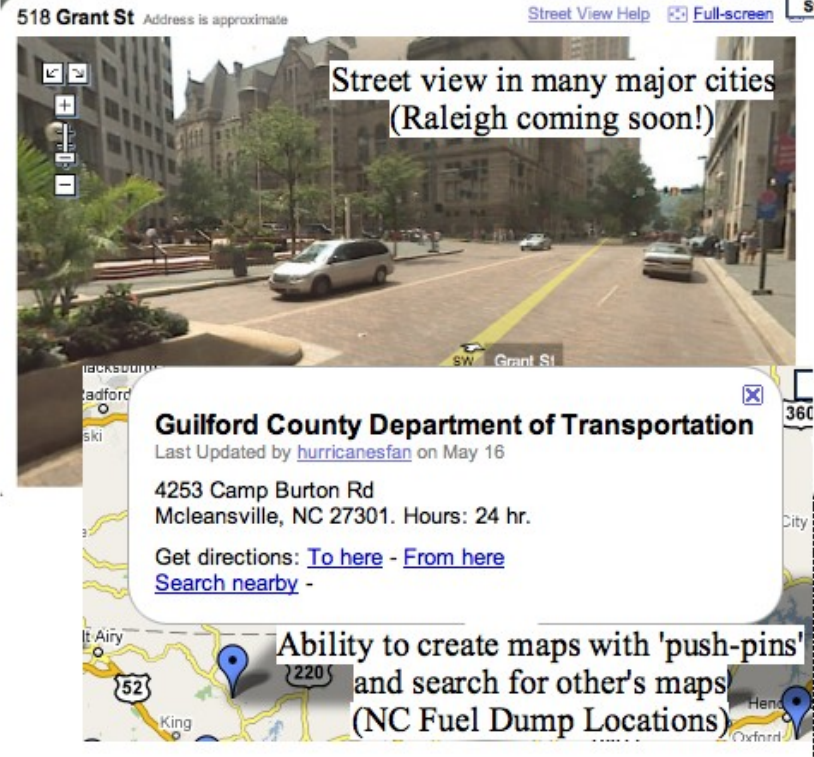 518 Grant St Address is approximate Street View Help Full-screen
Street view in many major cities
(Raleigh coming soon!)
SW Grant St
Radford
ski
360
Guilford County Department of Transportation
Last Updated by hurricanesfan on May 16
4253 Camp Burton Rd
Mcleansville, NC 27301. Hours: 24 hr.
City
Get directions: To here - From here
Search nearby -
t Airy
Ability to create maps with 'push-pins'
220
52
and search for other's maps
Hend
King
(NC Fuel Dump Locations)
Oxford